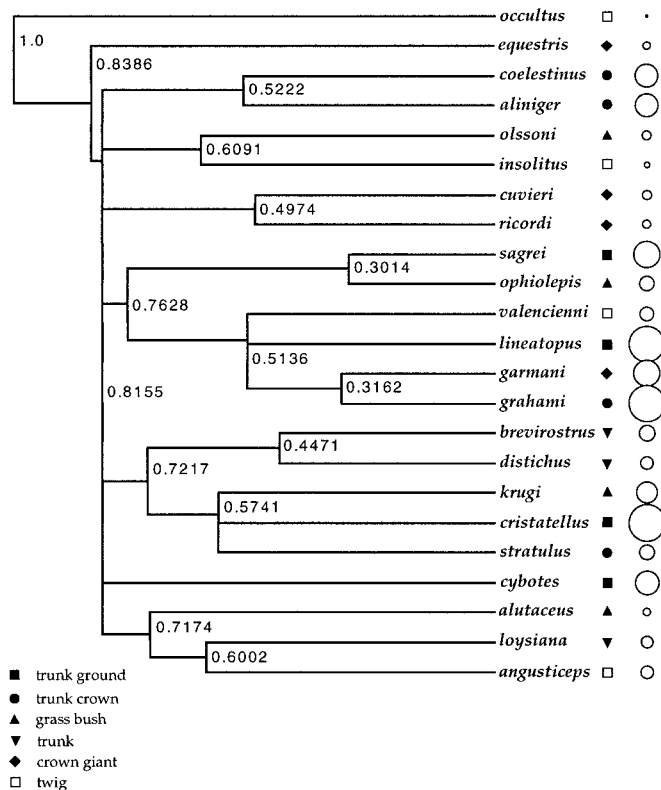 occultus
1.0
equestris
0.8386
coelestinus
0.5222
aliniger
olssoni
0.6091
insolitus
cuvieri
0.4974
ricordi
sagrei
0.3014
ophiolepis
0.7628
valencienni
lineatopus
0.5136
garmani
0.3162
0.8155
grahami
brevirostrus
0.4471
distichus
0.7217
krugi
0.5741
cristatellus
stratulus
cybotes
alutaceus
0.7174
loysiana
0.6002
angusticeps
trunk ground
trunk crown
grass bush
trunk
crown giant
twig